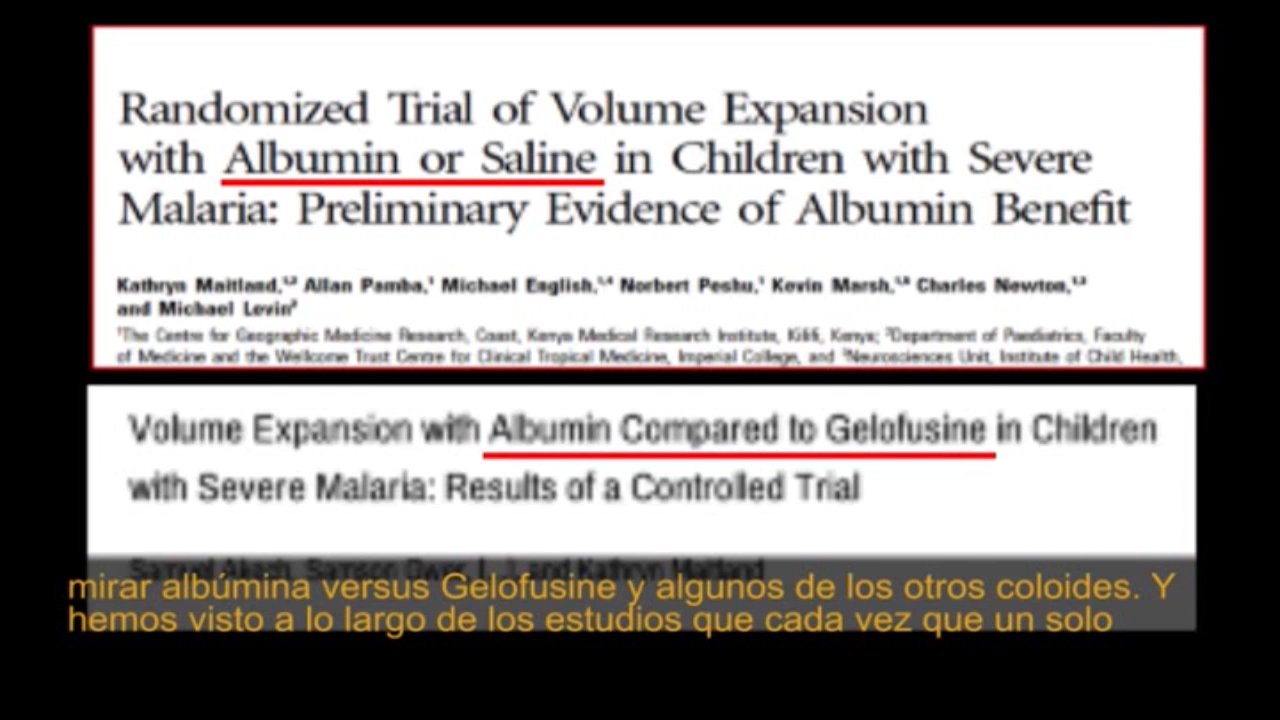 Randomized Trial of Volume Expansion
with Albumin or Saline in Children with Severe
Malaria: Preliminary Evidence of Albumin Benefit
Kathryn Maitland, Allan Pamba, Michael English, Norbert Peshu, Kevin Marsh, Charles Newton,
and Michael Levin
The Centre for Geographic Medicine Research, Coast, Kenya Medical Research Institute, Kilifi, Kenya; Department of Paediatrics, Faculty
of Medicine and the Wellcome Trust Centre for Clinical Tropical Medicine, Imperial College, and Neurosciences Unit, Institute of Child Health,
Volume Expansion with Albumin Compared to Gelofusine in Children
with Severe Malaria: Results of a Controlled Trial
and Kathryn Maitland
mirar albúmina versus Gelofusine y algunos de los otros coloides. Y
hemos visto a lo largo de los estudios que cada vez que un solo